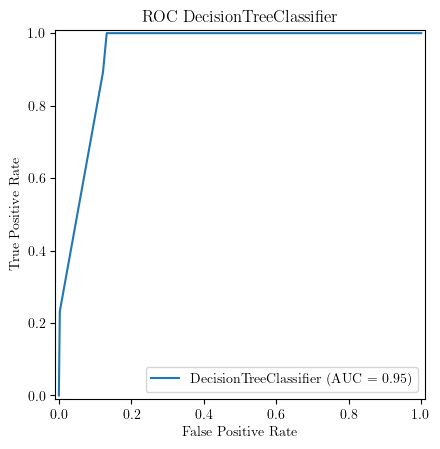 ROC DecisionTreeClassifier
True Positive Rate
1.0
0.8
0.6
0.4
0.2
0.0
DecisionTreeClassifier (AUC = 0.95)
0.0 0.2 0.4 0.6 0.8 1.0
False Positive Rate